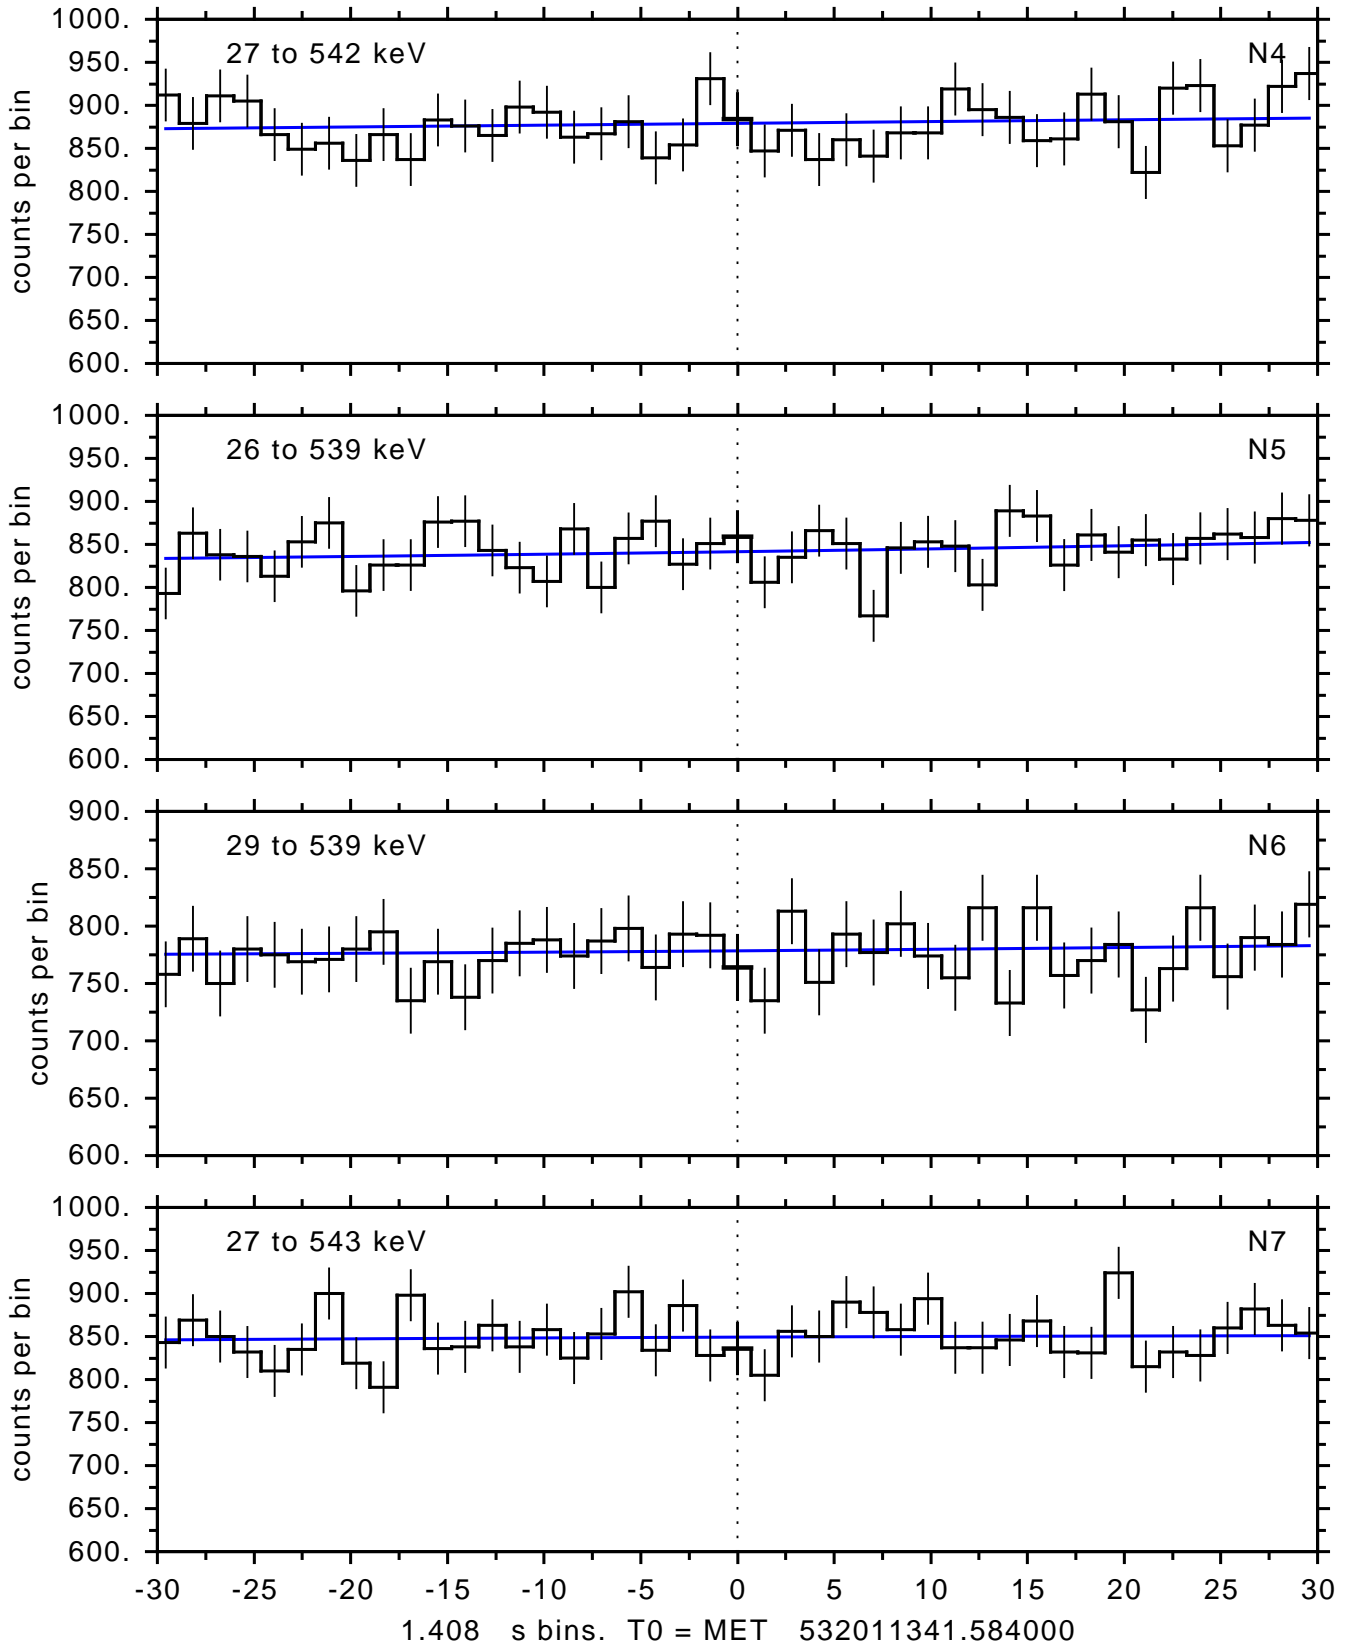 1000.
950.
900.
850.
800.
750.
700.
650.
600.
counts per bin
27 to 542 keV
N4
1000.
950.
900.
850.
800.
750.
700.
650.
600.
counts per bin
26 to 539 keV
N5
900.
850.
800.
750.
700.
650.
600.
counts per bin
29 to 539 keV
N6
1000.
950.
900.
850.
800.
750.
700.
650.
600.
counts per bin
27 to 543 keV
N7
-30 -25 -20 -15 -10 -5 0 5 10 15 20 25 30
1.408 s bins. T0 = MET 532011341.584000